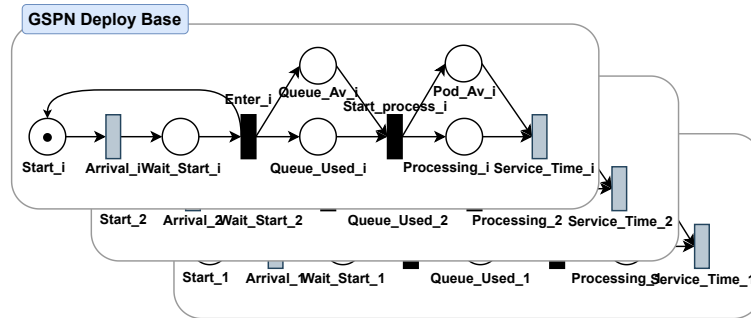 GSPN Deploy Base
Enter_i
Queue_Av_i
Start_process_i
Pod_Av_i
Start_i
Arrival_i
Wait_Start_i
Queue_Used_i
Processing_i
Service_Time_i
Start_2
Arrival_2
Wait_Start_2
Queue_Used_2
Processing_2
Service_Time_2
Start_1
Arrival_1
Wait_Start_1
Queue_Used_1
Processing_1
Service_Time_1